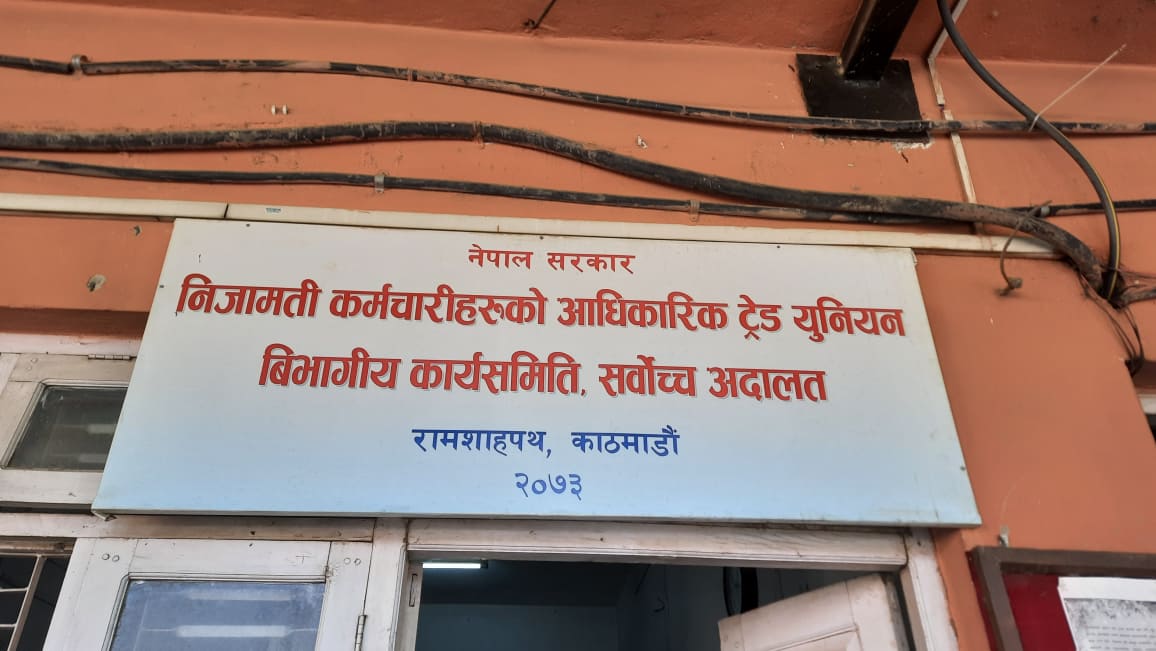 नेपाल सरकार
निजामती कर्मचारीहरुको आधिकारिक ट्रेड युनियन
बिभागीय कार्यसमिति, सर्वोच्च अदालत
रामशाहपथ, काठमाडौं
२०७३